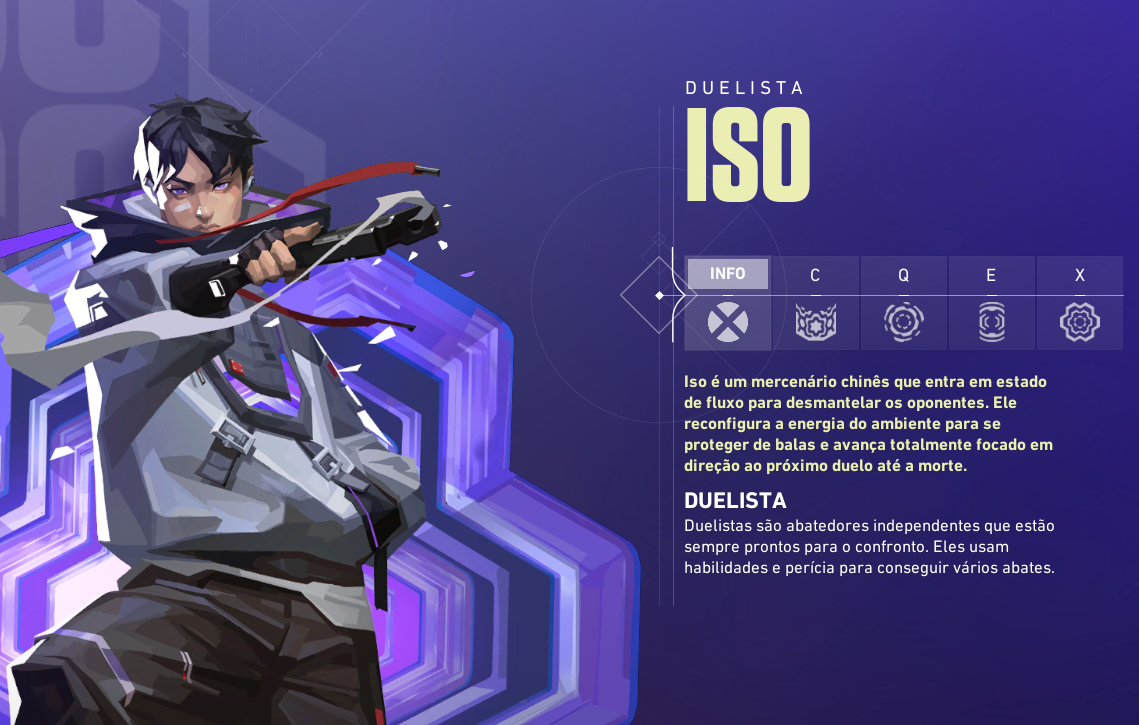 DUELISTA
ISO
INFO
C
Q
E
X
Iso é um mercenário chinês que entra em estado
de fluxo para desmantelar os oponentes. Ele
reconfigura a energia do ambiente para se
proteger de balas e avança totalmente focado em
direção ao próximo duelo até a morte.
DUELISTA
Duelistas são abatedores independentes que estão
sempre prontos para o confronto. Eles usam
habilidades e perícia para conseguir vários abates.